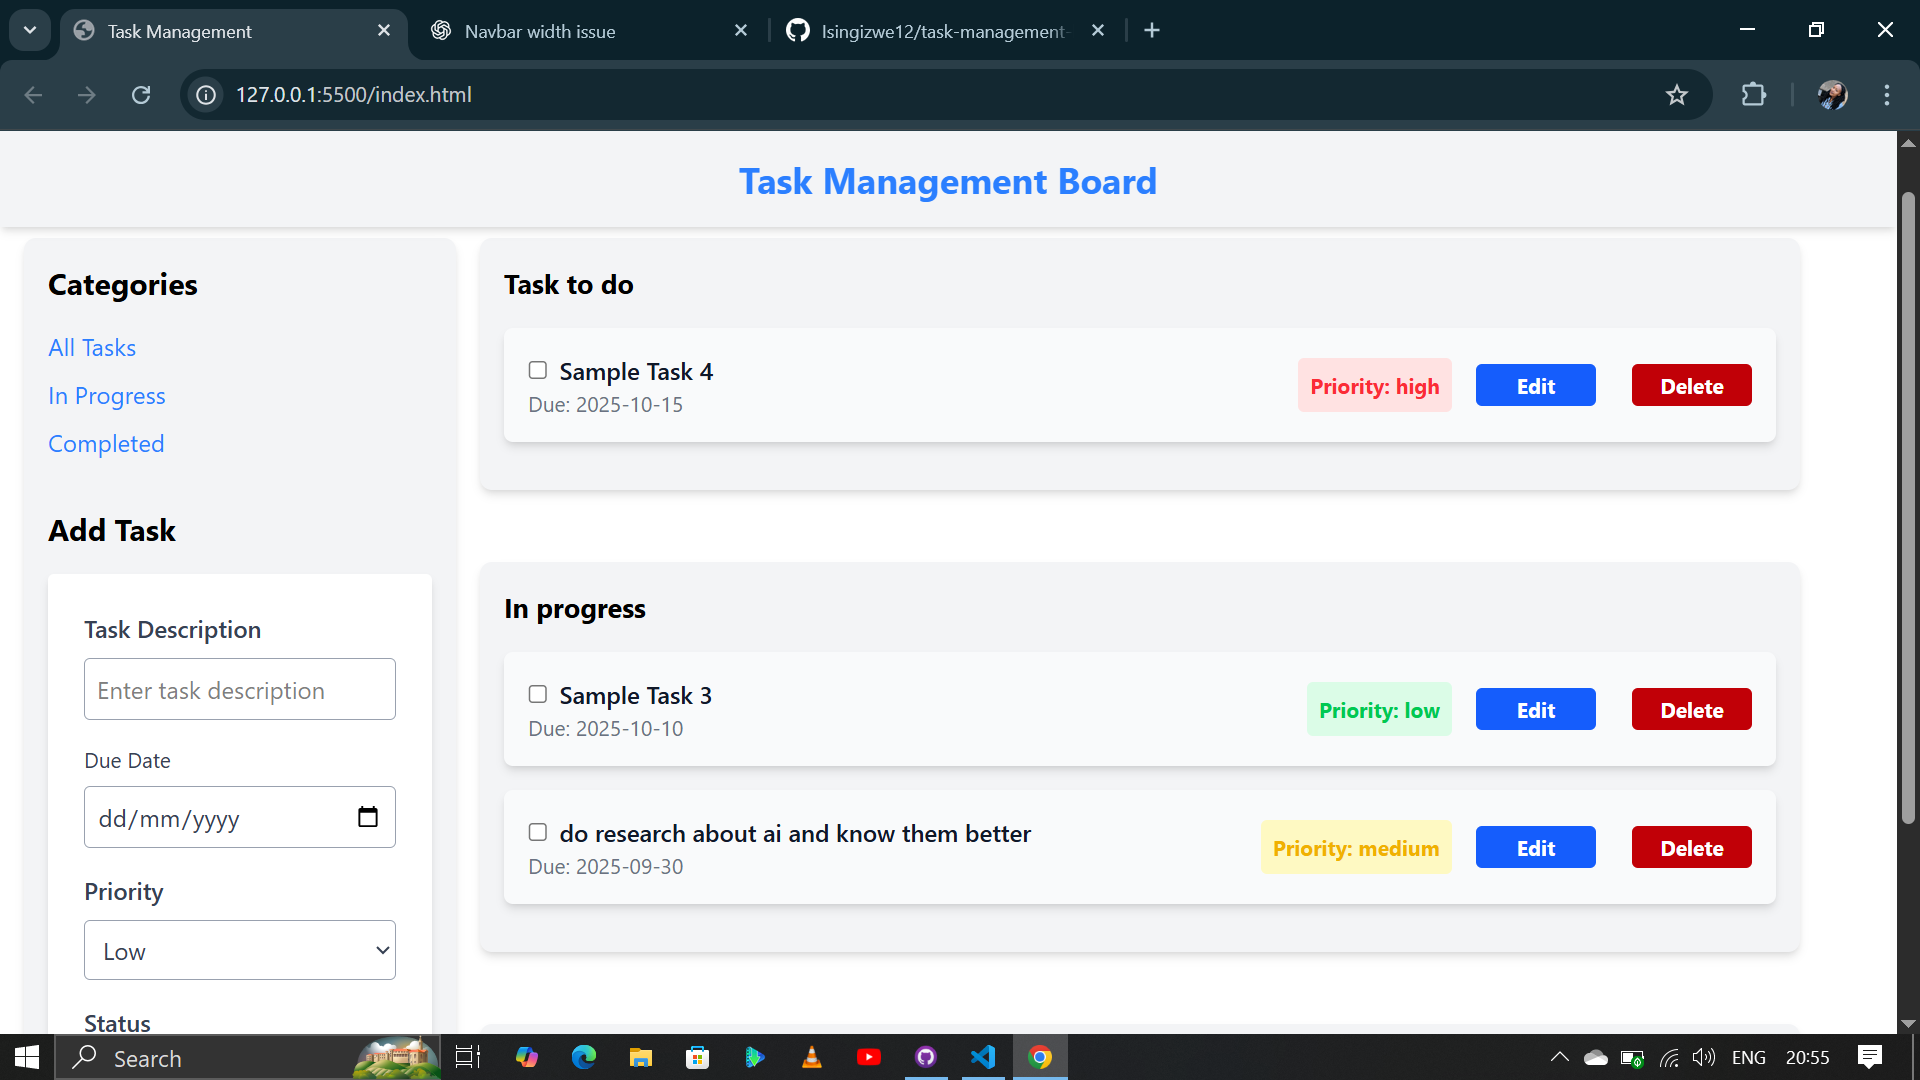 Task Management
Navbar width issue
Isingizwe12/task-management-
127.0.0.1:5500/index.html
Task Management Board
Categories
All Tasks
In Progress
Completed
Add Task
Task Description
Enter task description
Due Date
dd/mm/yyyy
Priority
Low
Status
Task to do
Sample Task 4
Due: 2025-10-15
Priority: high
Edit
Delete
In progress
Sample Task 3
Due: 2025-10-10
Priority: low
Edit
Delete
do research about ai and know them better
Due: 2025-09-30
Priority: medium
Edit
Delete
Search
ENG
20:55